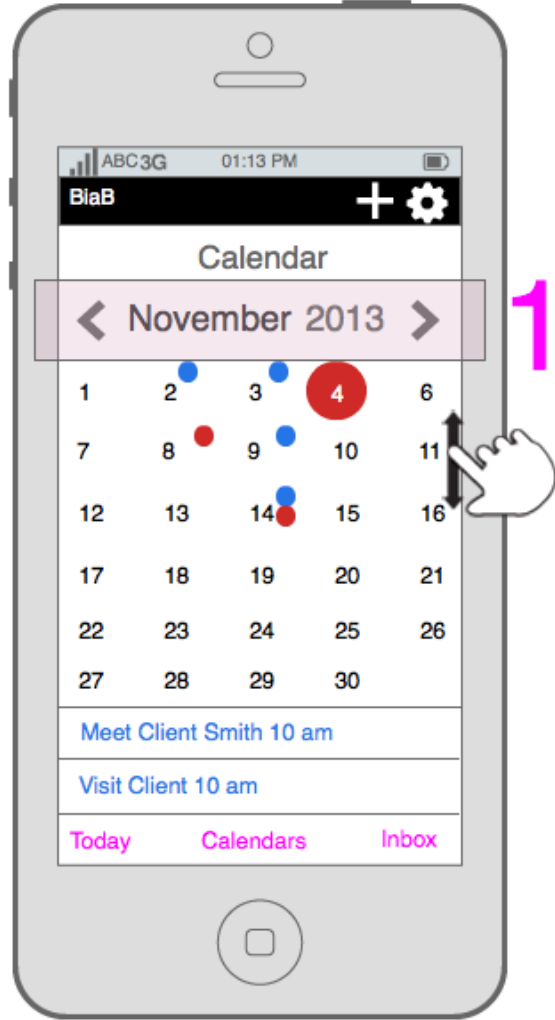 ABC 3G 01:13 PM
BiaB
Calendar
November 2013
1
1 2 3 4 6
7 8 9 10 11
12 13 14 15 16
17 18 19 20 21
22 23 24 25 26
27 28 29 30
Meet Client Smith 10 am
Visit Client 10 am
Today Calendars Inbox